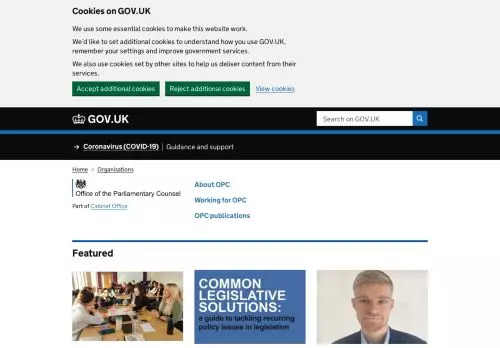 Cookies on GOV.UK
We use some essential cookies to make this website work.
We'd like to set additional cookies to understand how you use GOV.UK,
remember your settings and improve government services.
We also use cookies set by other sites to help us deliver content from their
services.
Accept additional cookies Reject additional cookies View cookies
GOV.UK Search on GOV.UK
→ Coronavirus (COVID-19) Guidance and support
Home > Organisations
Office of the Parliamentary Counsel
Part of Cabinet Office
About OPC
Working for OPC
OPC publications
Featured
COMMON
LEGISLATIVE
SOLUTIONS:
a guide to tackling recurring
policy issues in legislation